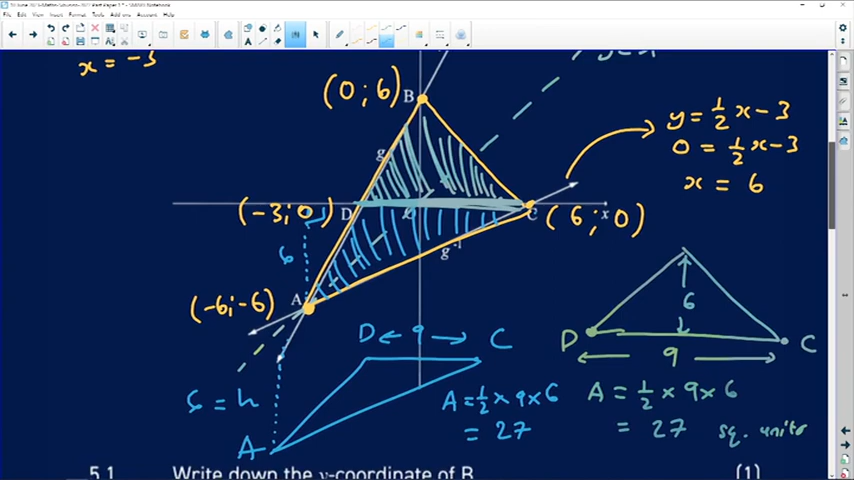 x = -3
(0 ; 6) B
y = ½x - 3
0 = ½x - 3
x = 6
g
(-3; 0) D
C (6 ; 0) x
6
g⁻¹
(-6; -6) A
D ← 9 → C
6
D C
9
6 = h
A = ½ × 9 × 6
= 27
A = ½ × 9 × 6
= 27 sq. units
A
5.1 Write down the y-coordinate of B. (1)